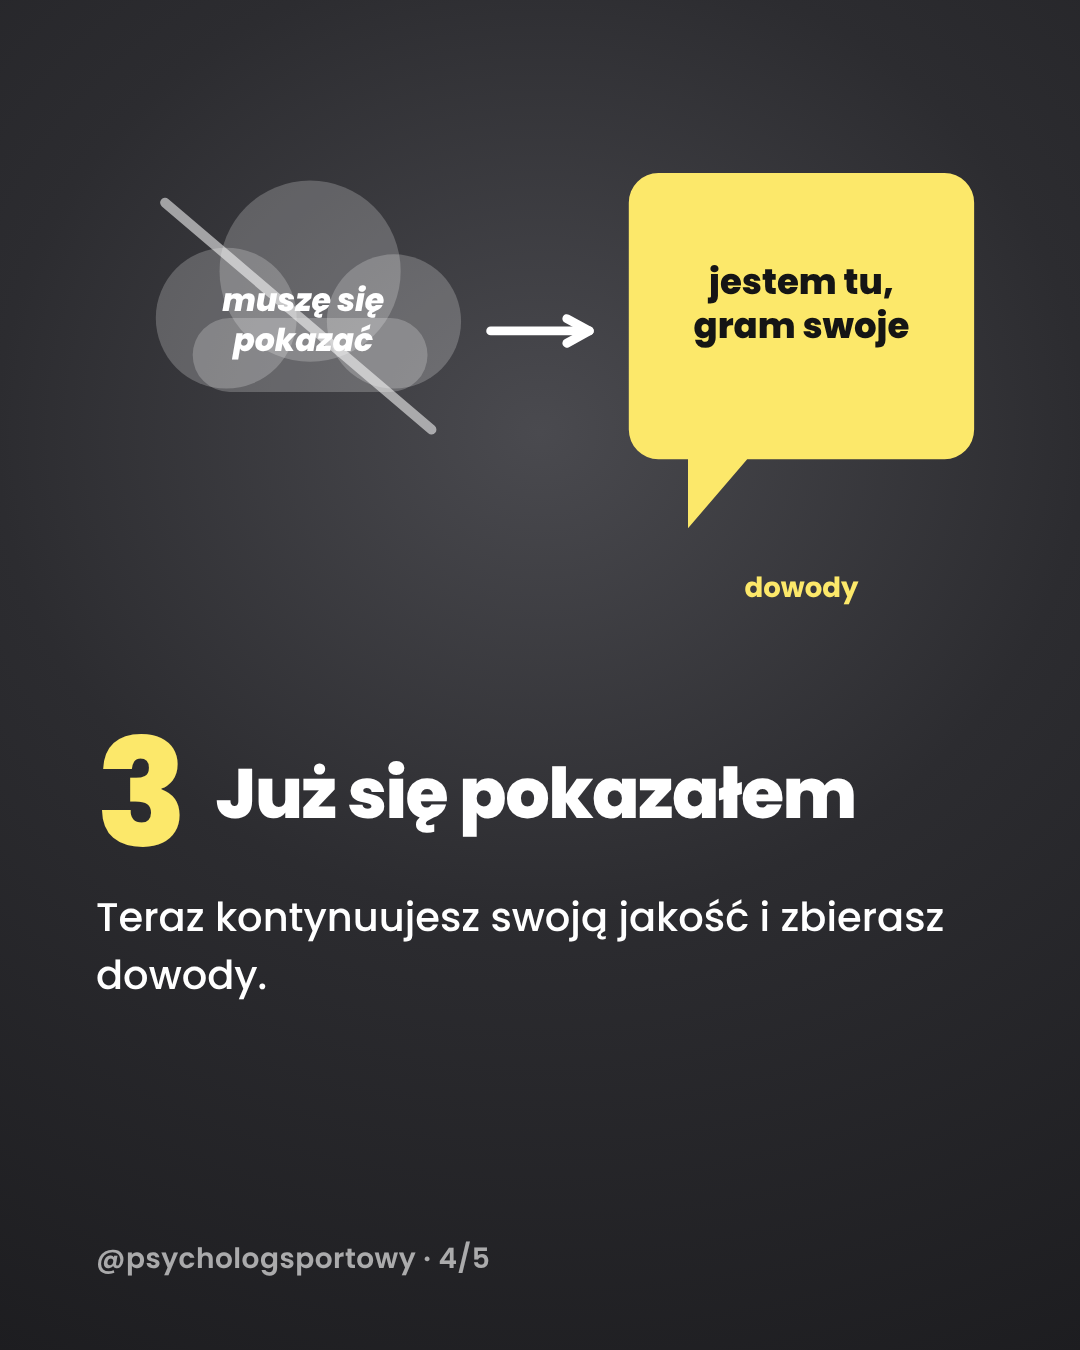 muszę się
pokazać
jestem tu,
gram swoje
dowody
3 Już się pokazałem
Teraz kontynuujesz swoją jakość i zbierasz
dowody.
@psychologsportowy · 4/5